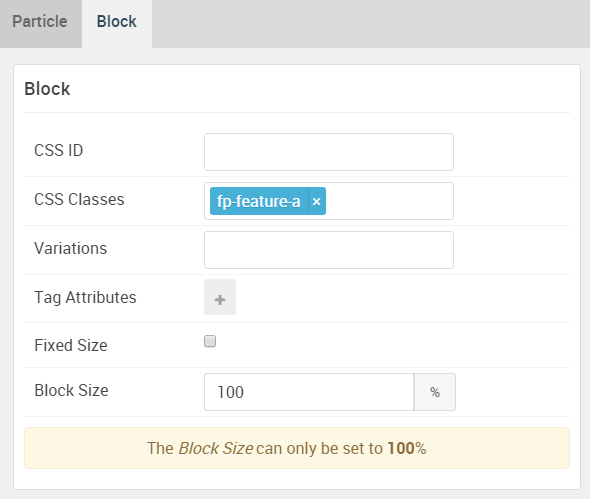 Particle Block
Block
CSS ID
CSS Classes fp-feature-a ×
Variations
Tag Attributes +
Fixed Size
Block Size 100 %
The Block Size can only be set to 100%